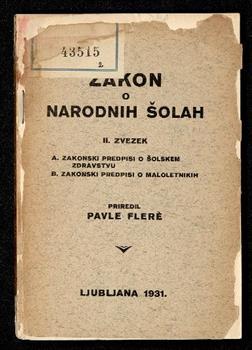 43515
2
ZAKON
O
NARODNIH ŠOLAH
II. ZVEZEK
A. ZAKONSKI PREDPISI O ŠOLSKEM
ZDRAVSTVU
B. ZAKONSKI PREDPISI O MALOLETNIKIH
PRIREDIL
PAVLE FLERÈ
LJUBLJANA 1931.